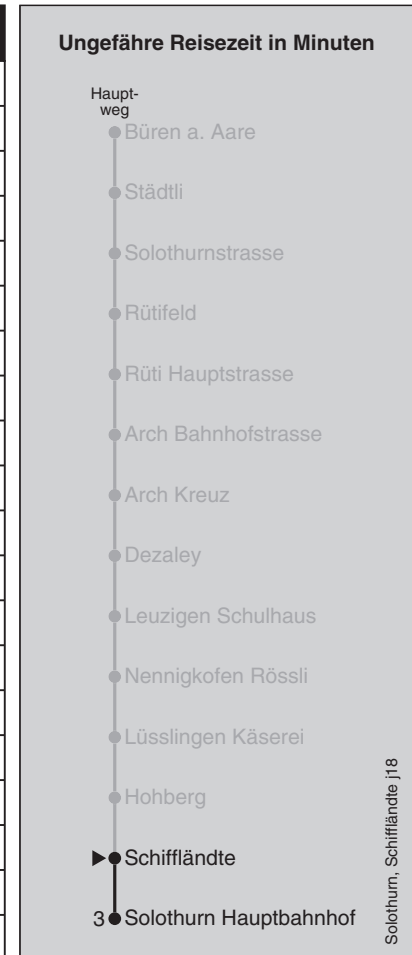 Ungefähre Reisezeit in Minuten
Haupt-
weg
Büren a. Aare
Städtli
Solothurnstrasse
Rütifeld
Rüti Hauptstrasse
Arch Bahnhofstrasse
Arch Kreuz
Dezaley
Leuzigen Schulhaus
Nennigkofen Rössli
Lüsslingen Käserei
Hohberg
Schiffländte
3 Solothurn Hauptbahnhof
Solothurn, Schiffländte j18